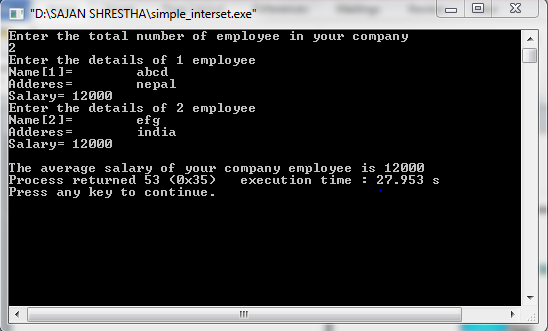 "D:\SAJAN SHRESTHA\simple_interset.exe"
Enter the total number of employee in your company
2
Enter the details of 1 employee
Name[1]=        abcd
Adderes=        nepal
Salary= 12000
Enter the details of 2 employee
Name[2]=        efg
Adderes=        india
Salary= 12000

The average salary of your company employee is 12000
Process returned 53 (0x35)   execution time : 27.953 s
Press any key to continue.